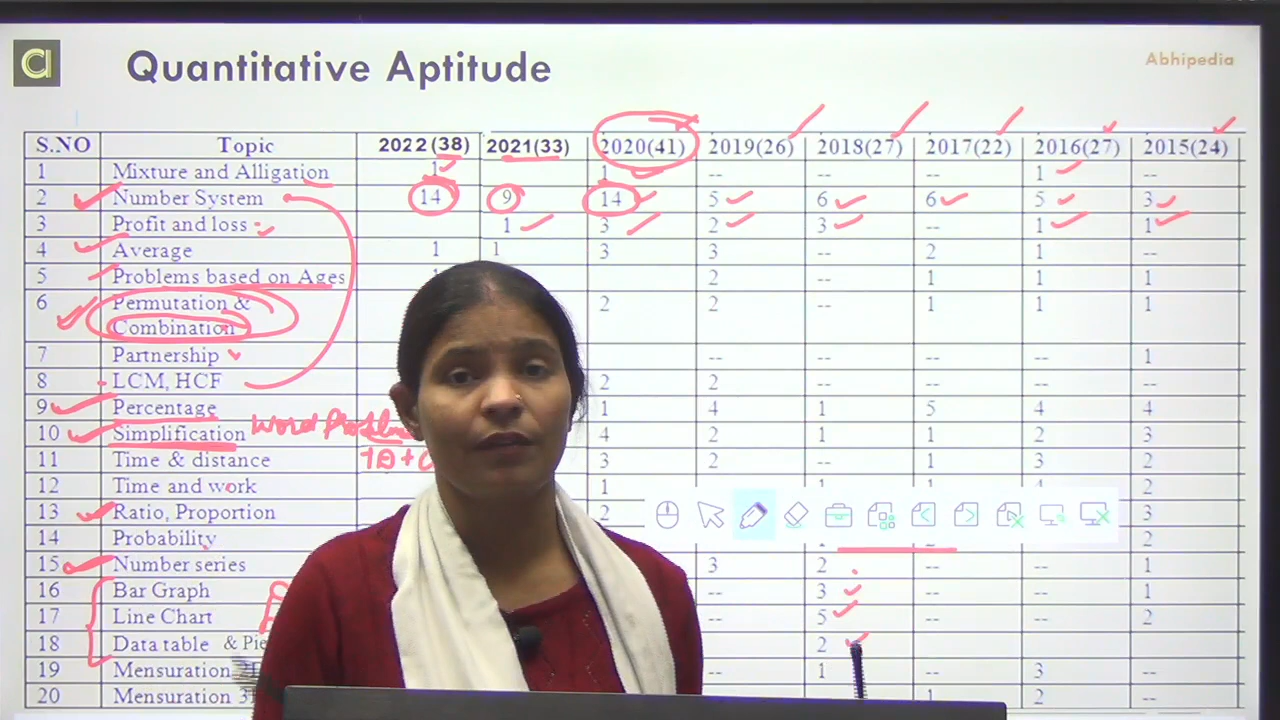 Quantitative Aptitude
Abhipedia
S.NO Topic 2022(38) 2021(33) 2020(41) 2019(26) 2018(27) 2017(22) 2016(27) 2015(24)
1 Mixture and Alligation 1 1 -- -- -- 1 --
2 Number System 14 9 14 5 6 6 5 3
3 Profit and loss 1 3 2 3 -- 1 1
4 Average 1 1 3 3 -- 2 1 --
5 Problems based on Ages 2 -- 1 1 1
6 Permutation & Combination 2 2 -- 1 1 1
7 Partnership -- -- -- -- 1
8 LCM, HCF 2 2 -- -- -- --
9 Percentage 1 4 1 5 4 4
10 Simplification Word 4 2 1 1 2 3
11 Time & distance 3 2 -- 1 3 2
12 Time and work 1 2
13 Ratio, Proportion 2 3
14 Probability 2
15 Number series 3 2 -- -- 1
16 Bar Graph -- 3 -- -- 1
17 Line Chart -- 5 -- -- 2
18 Data table & -- 2 --
19 Mensuration -- 1 -- 3 --
20 Mensuration 1 2 --